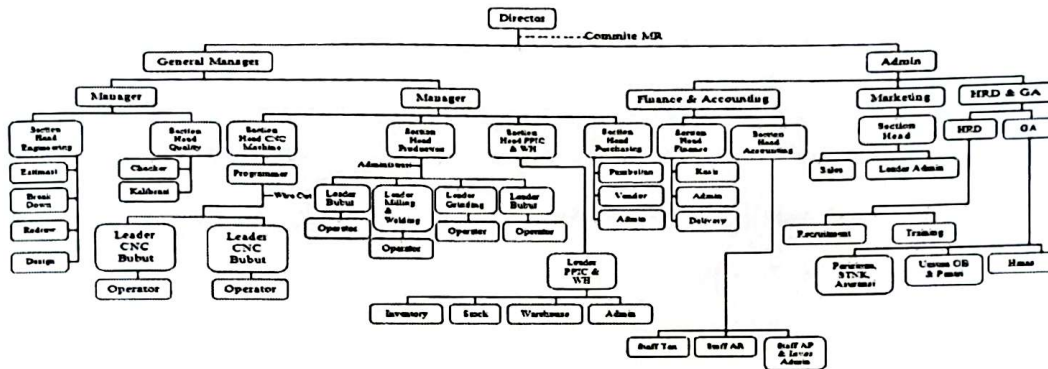 Director
Commite MR
General Manager
Admin
Manager
Manager
Finance & Accounting
Marketing
HRD & GA
Section
Head
Engineering
Section
Head
Quality
Section
Head CNC
Machine
Section
Head
Production
Section
Head PPIC
& WH
Section
Head
Purchasing
Section
Head
Finance
Section
Head
Accounting
Section
Head
HRD
GA
Estimasi
Break
Down
Redraw
Design
Checker
Kalibrasi
Programmer
Wire Cut
Administrasi
Leader
Bubut
Leader
Milling
&
Welding
Leader
Grinding
Leader
Bubut
Operator
Operator
Operator
Operator
Pembelian
Vendor
Admin
Kasir
Admin
Delivery
Sales
Leader Admin
Leader
CNC
Bubut
Leader
CNC
Bubut
Operator
Operator
Recruitment
Training
Perizinan,
STNK,
Asuransi
Umum OB
& Pantri
Humas
Leader
PPIC &
WH
Inventory
Stock
Warehouse
Admin
Staff Tax
Staff AR
Staff AP
Admin